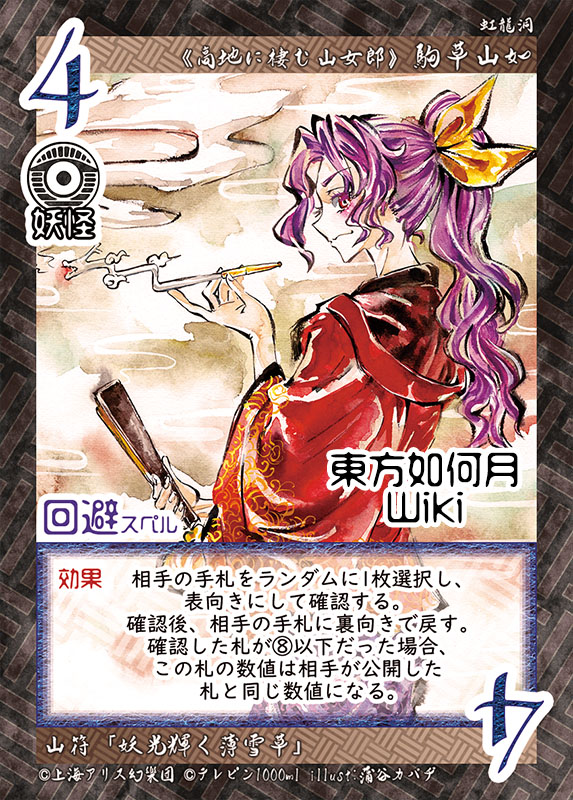 虹龍洞
《高地に棲む山女郎》 駒草山如
4
妖怪
東方如何月
Wiki
回避スペル
効果
相手の手札をランダムに1枚選択し、
表向きにして確認する。
確認後、相手の手札に裏向きで戻す。
確認した札が⑧以下だった場合、
この札の数値は相手が公開した
札と同じ数値になる。
4
山符「妖光輝く薄雪草」
©上海アリス幻樂団 ©テレピン1000ml illust:蒲谷カバヂ